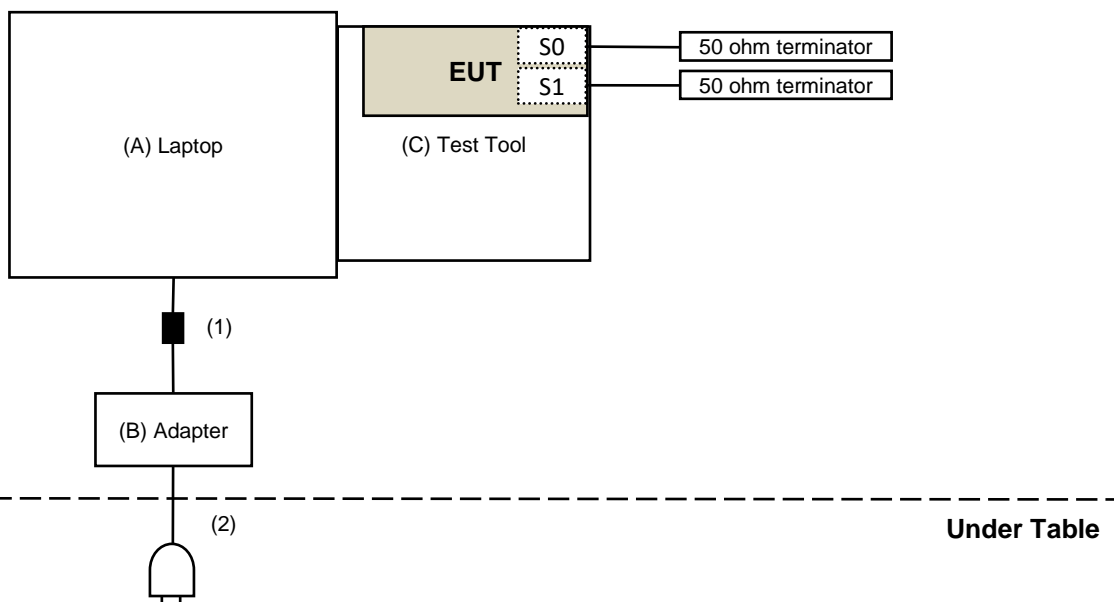 S0
50 ohm terminator
EUT
S1
50 ohm terminator
(A) Laptop
(C) Test Tool
(1)
(B) Adapter
(2)
Under Table